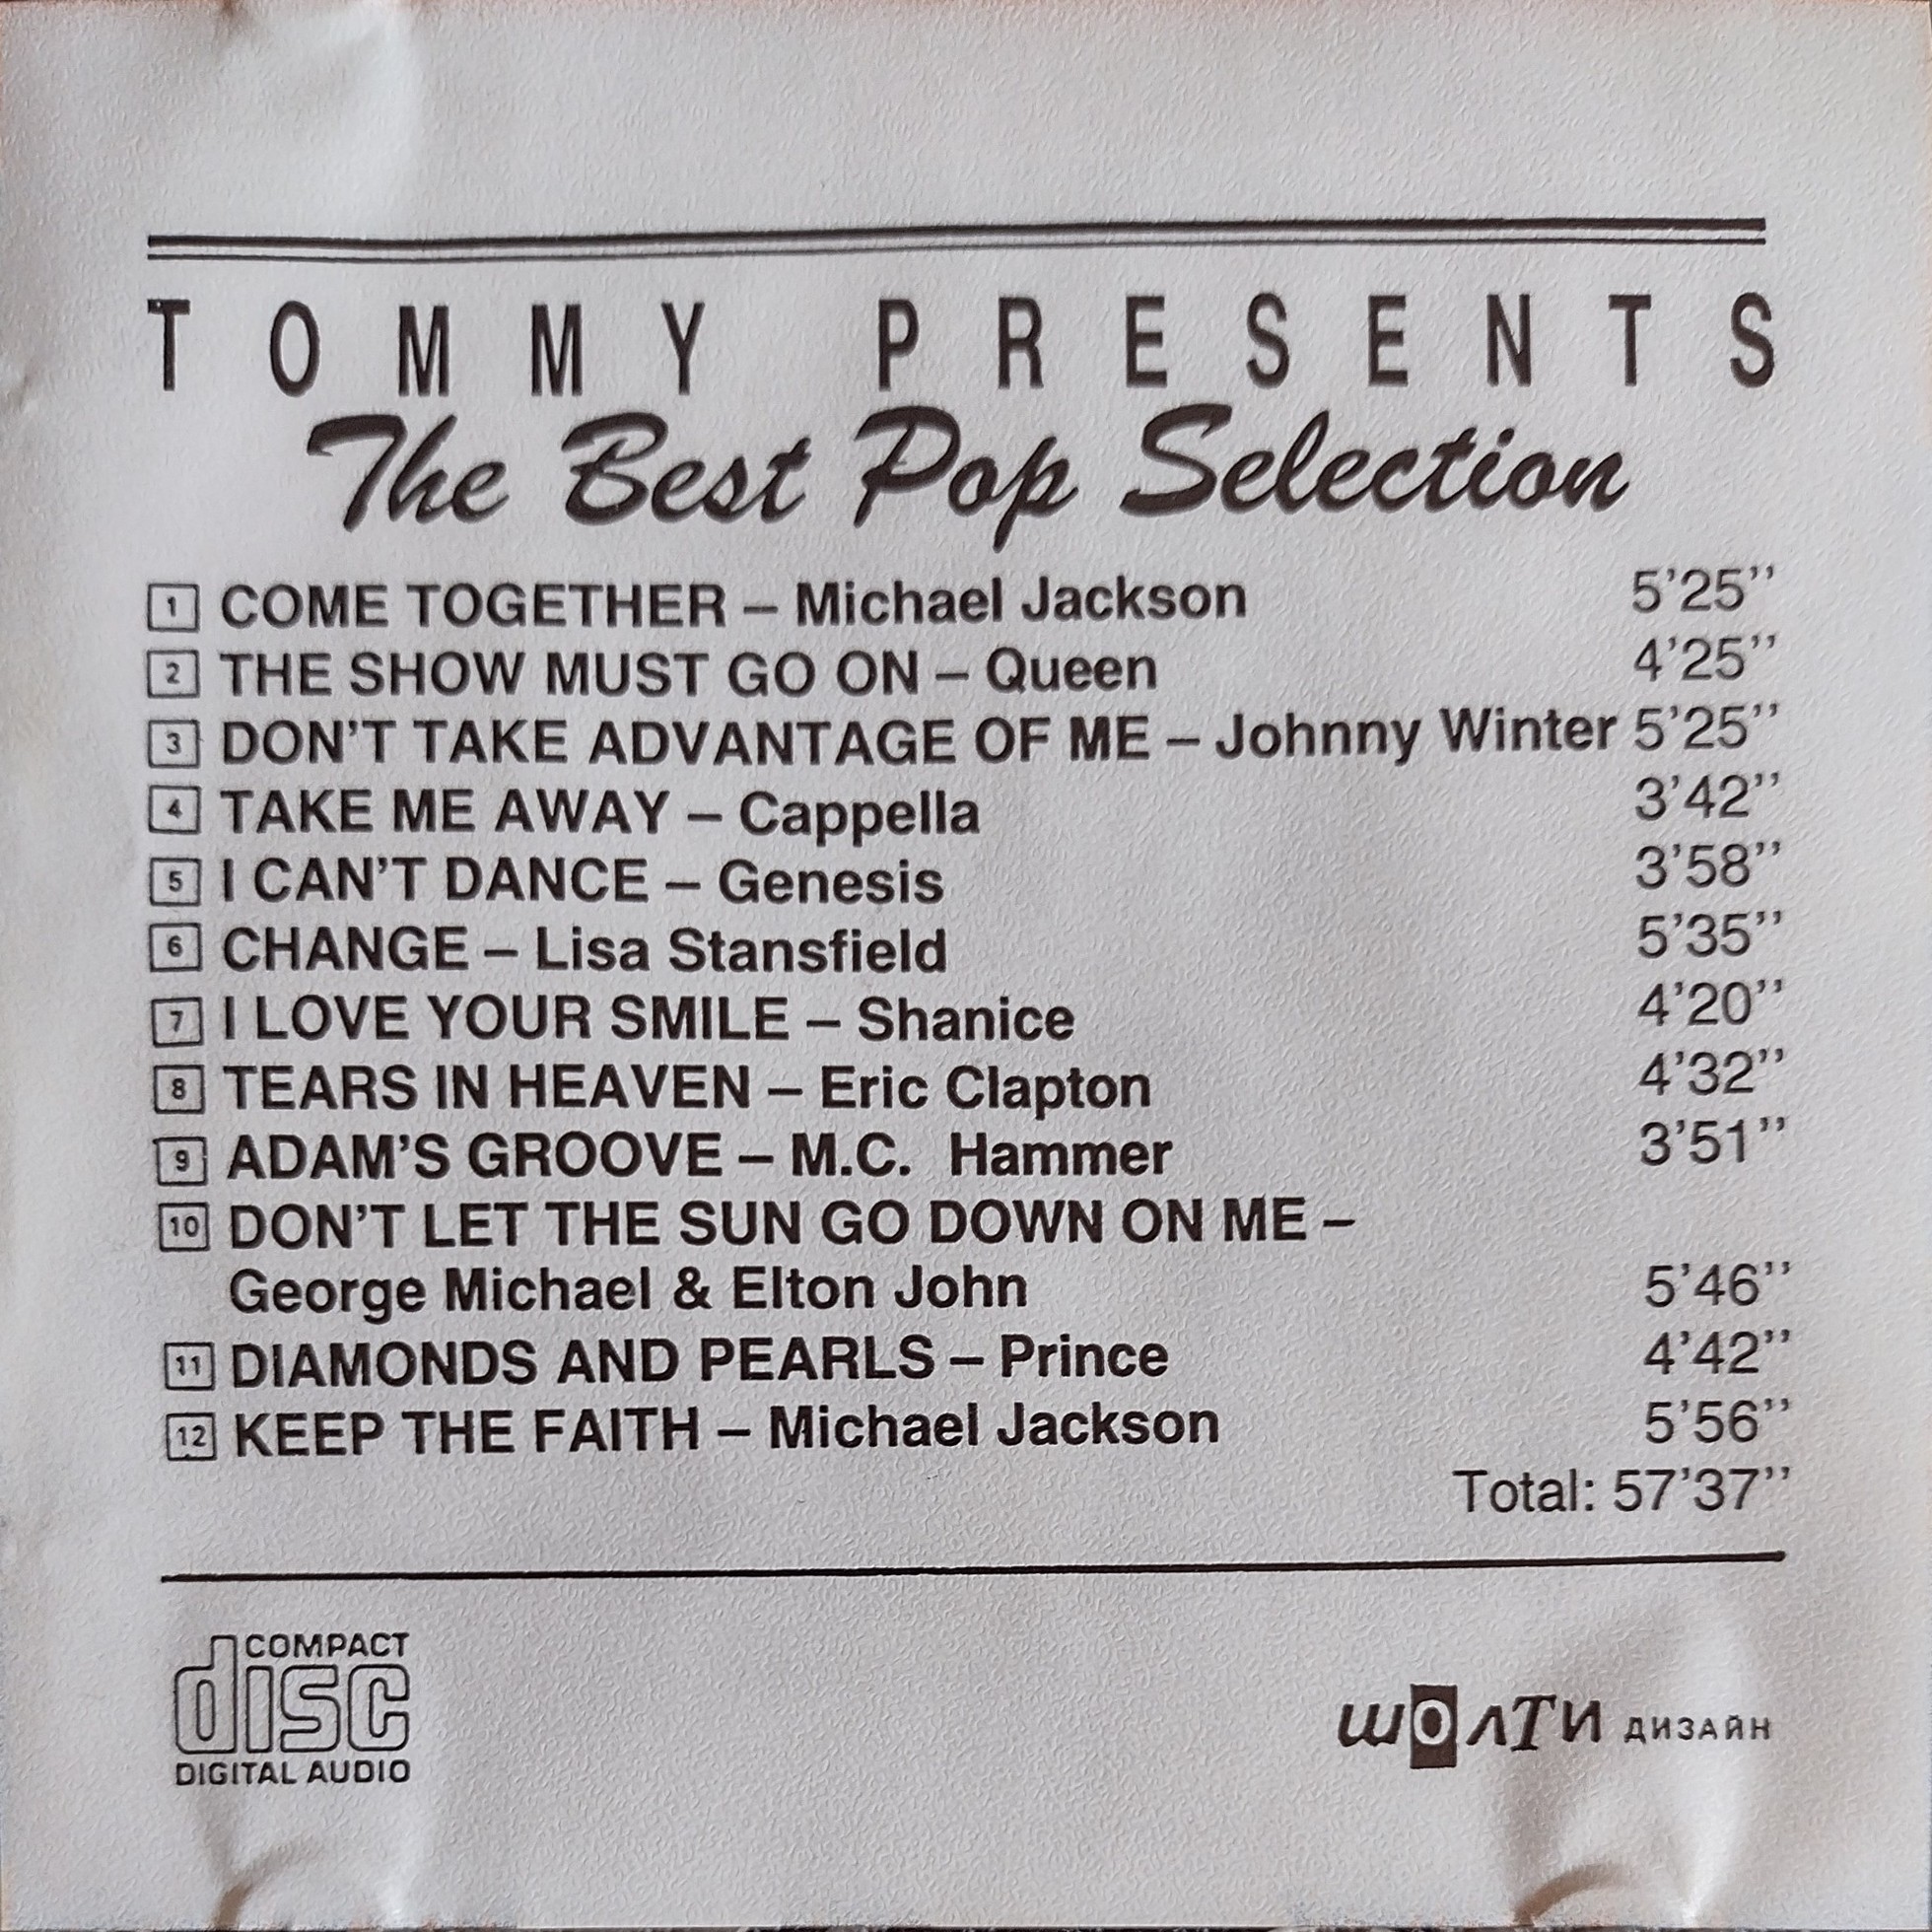 TOMMY PRESENTS
The Best Pop Selection
1 COME TOGETHER – Michael Jackson 5'25''
2 THE SHOW MUST GO ON – Queen 4'25''
3 DON'T TAKE ADVANTAGE OF ME – Johnny Winter 5'25''
4 TAKE ME AWAY – Cappella 3'42''
5 I CAN'T DANCE – Genesis 3'58''
6 CHANGE – Lisa Stansfield 5'35''
7 I LOVE YOUR SMILE – Shanice 4'20''
8 TEARS IN HEAVEN – Eric Clapton 4'32''
9 ADAM'S GROOVE – M.C. Hammer 3'51''
10 DON'T LET THE SUN GO DOWN ON ME –
George Michael & Elton John 5'46''
11 DIAMONDS AND PEARLS – Prince 4'42''
12 KEEP THE FAITH – Michael Jackson 5'56''
Total: 57'37''
COMPACT
disc
DIGITAL AUDIO
ШОЛТИ ДИЗАЙН